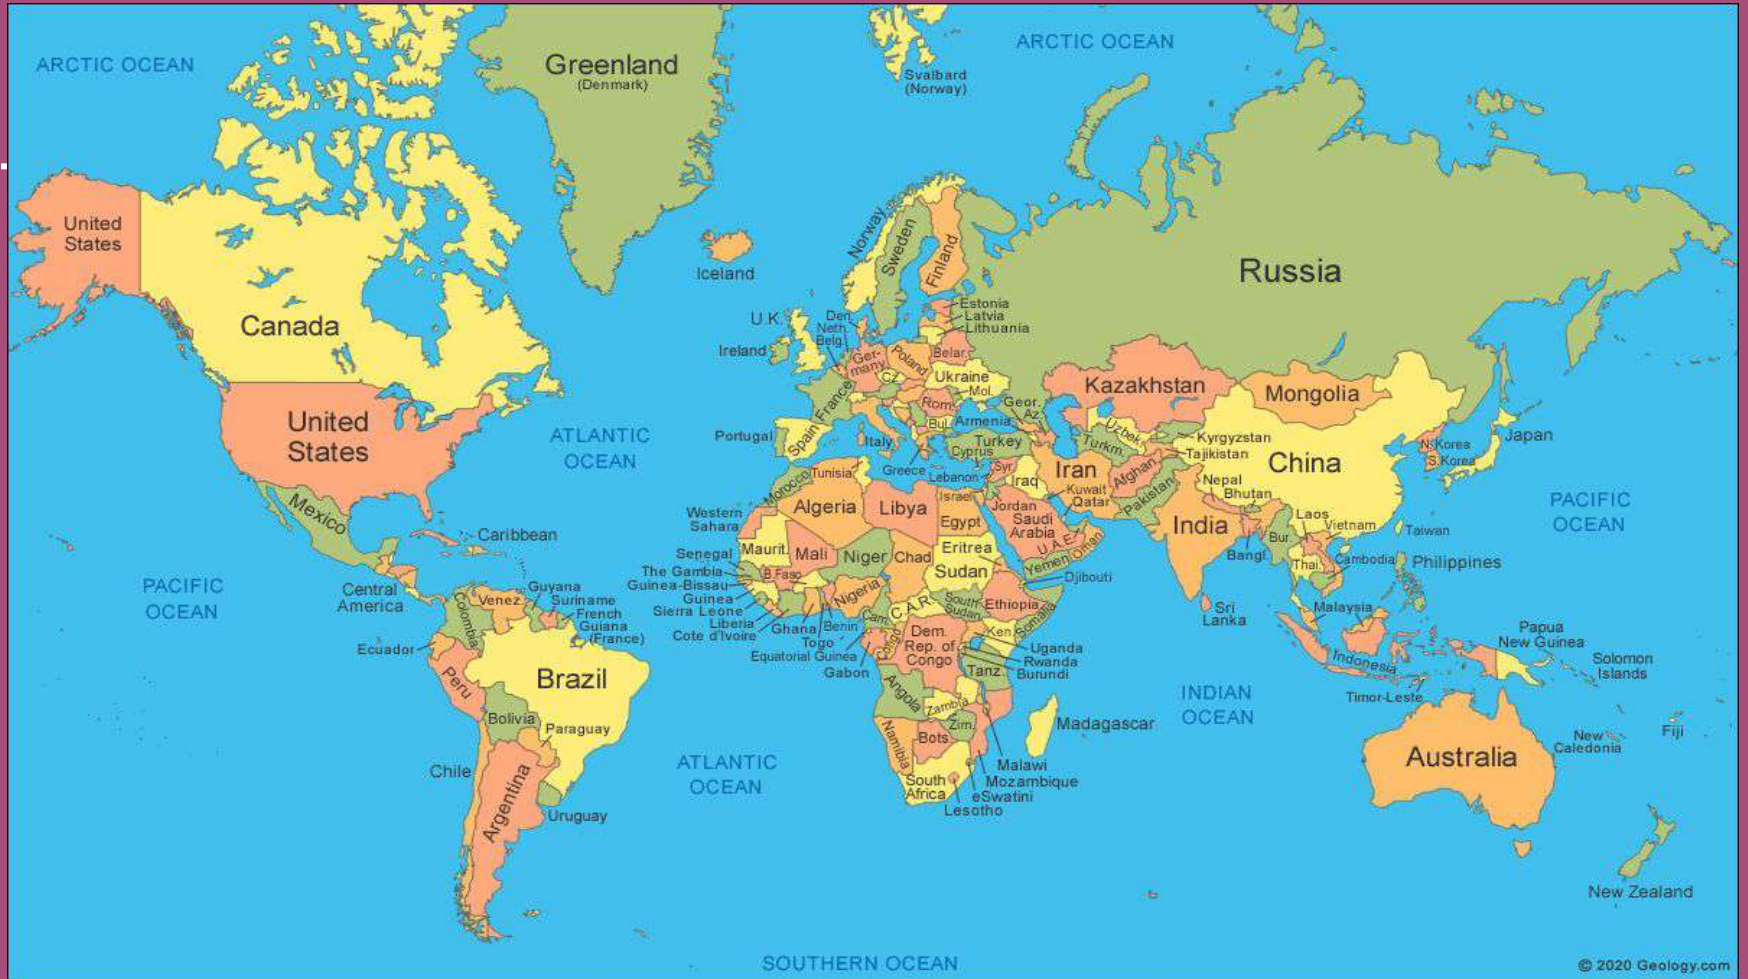 ARCTIC OCEAN
ARCTIC OCEAN
Greenland
(Denmark)
Svalbard
(Norway)
United
States
Canada
Iceland
Norway
Sweden
Finland
Russia
Estonia
Latvia
Lithuania
U.K.
Ireland
Den.
Neth.
Belg.
Ger-
many
Poland
Belar.
CZ.
Ukraine
Mol.
France
Rom.
Bul.
Geor.
Az.
Armenia
Kazakhstan
Mongolia
United
States
ATLANTIC
OCEAN
Portugal
Spain
Italy
Greece
Turkey
Cyprus
Lebanon
Syr.
Iraq
Israel
Jordan
Uzbek.
Turkm.
Kyrgyzstan
Tajikistan
Iran
Afghan.
Pakistan
Kuwait
Qatar
China
N. Korea
S. Korea
Japan
Nepal
Bhutan
PACIFIC
OCEAN
Mexico
Caribbean
Central
America
PACIFIC
OCEAN
Morocco
Tunisia
Algeria
Libya
Egypt
Western
Sahara
Saudi
Arabia
U.A.E.
Oman
Yemen
India
Bangl.
Bur.
Laos
Vietnam
Thai.
Cambodia
Taiwan
Philippines
Senegal
The Gambia
Guinea-Bissau
Guinea
Sierra Leone
Liberia
Cote d'Ivoire
Maurit.
Mali
Niger
Chad
Eritrea
Sudan
B.Faso
Nigeria
Djibouti
Ghana
Togo
Benin
Equatorial Guinea
Gabon
Cam.
C.A.R.
South
Sudan
Ethiopia
Somalia
Congo
Dem.
Rep. of
Congo
Ken.
Uganda
Rwanda
Burundi
Tanz.
Sri
Lanka
Malaysia
Indonesia
Timor-Leste
Papua
New Guinea
Solomon
Islands
Guyana
Suriname
French
Guiana
(France)
Venez.
Colombia
Ecuador
Peru
Brazil
Bolivia
Paraguay
Chile
Argentina
Uruguay
ATLANTIC
OCEAN
Angola
Zambia
Zim.
Namibia
Bots.
South
Africa
Madagascar
Malawi
Mozambique
eSwatini
Lesotho
INDIAN
OCEAN
Australia
New
Caledonia
Fiji
New Zealand
SOUTHERN OCEAN
© 2020 Geology.com